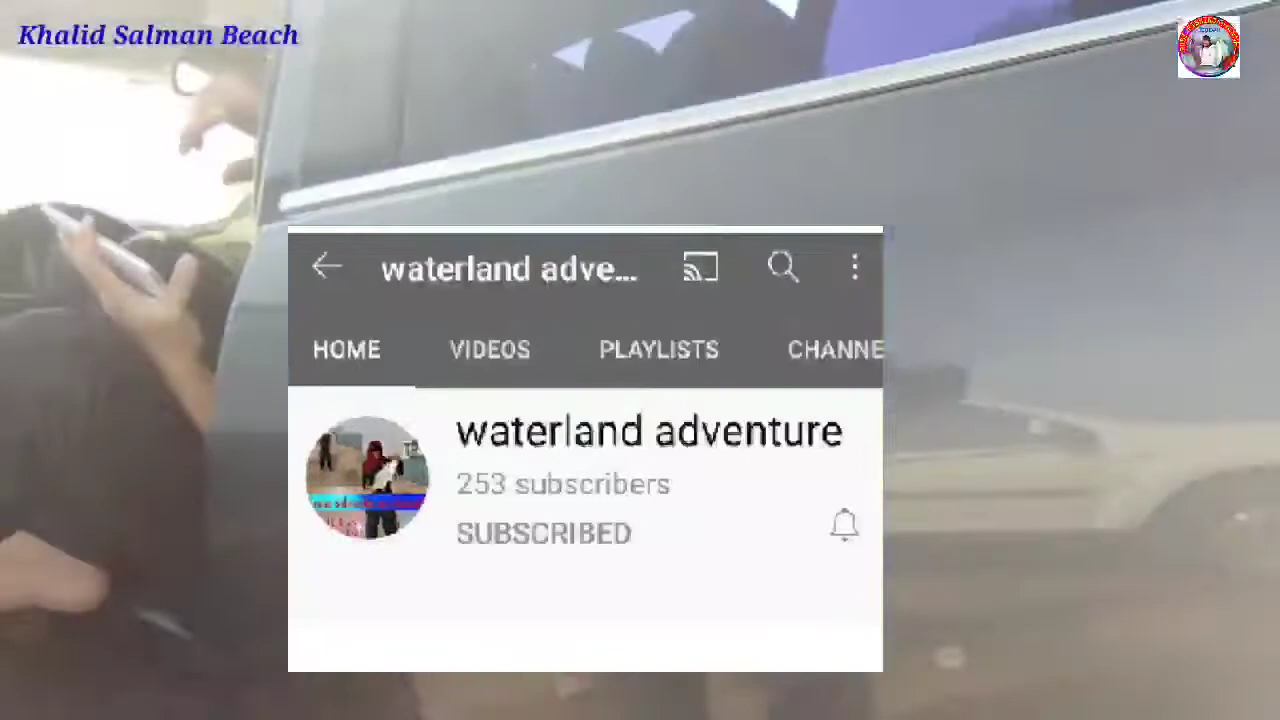 Khalid Salman Beach
waterland adve...
HOME VIDEOS PLAYLISTS CHANNE
waterland adventure
253 subscribers
SUBSCRIBED